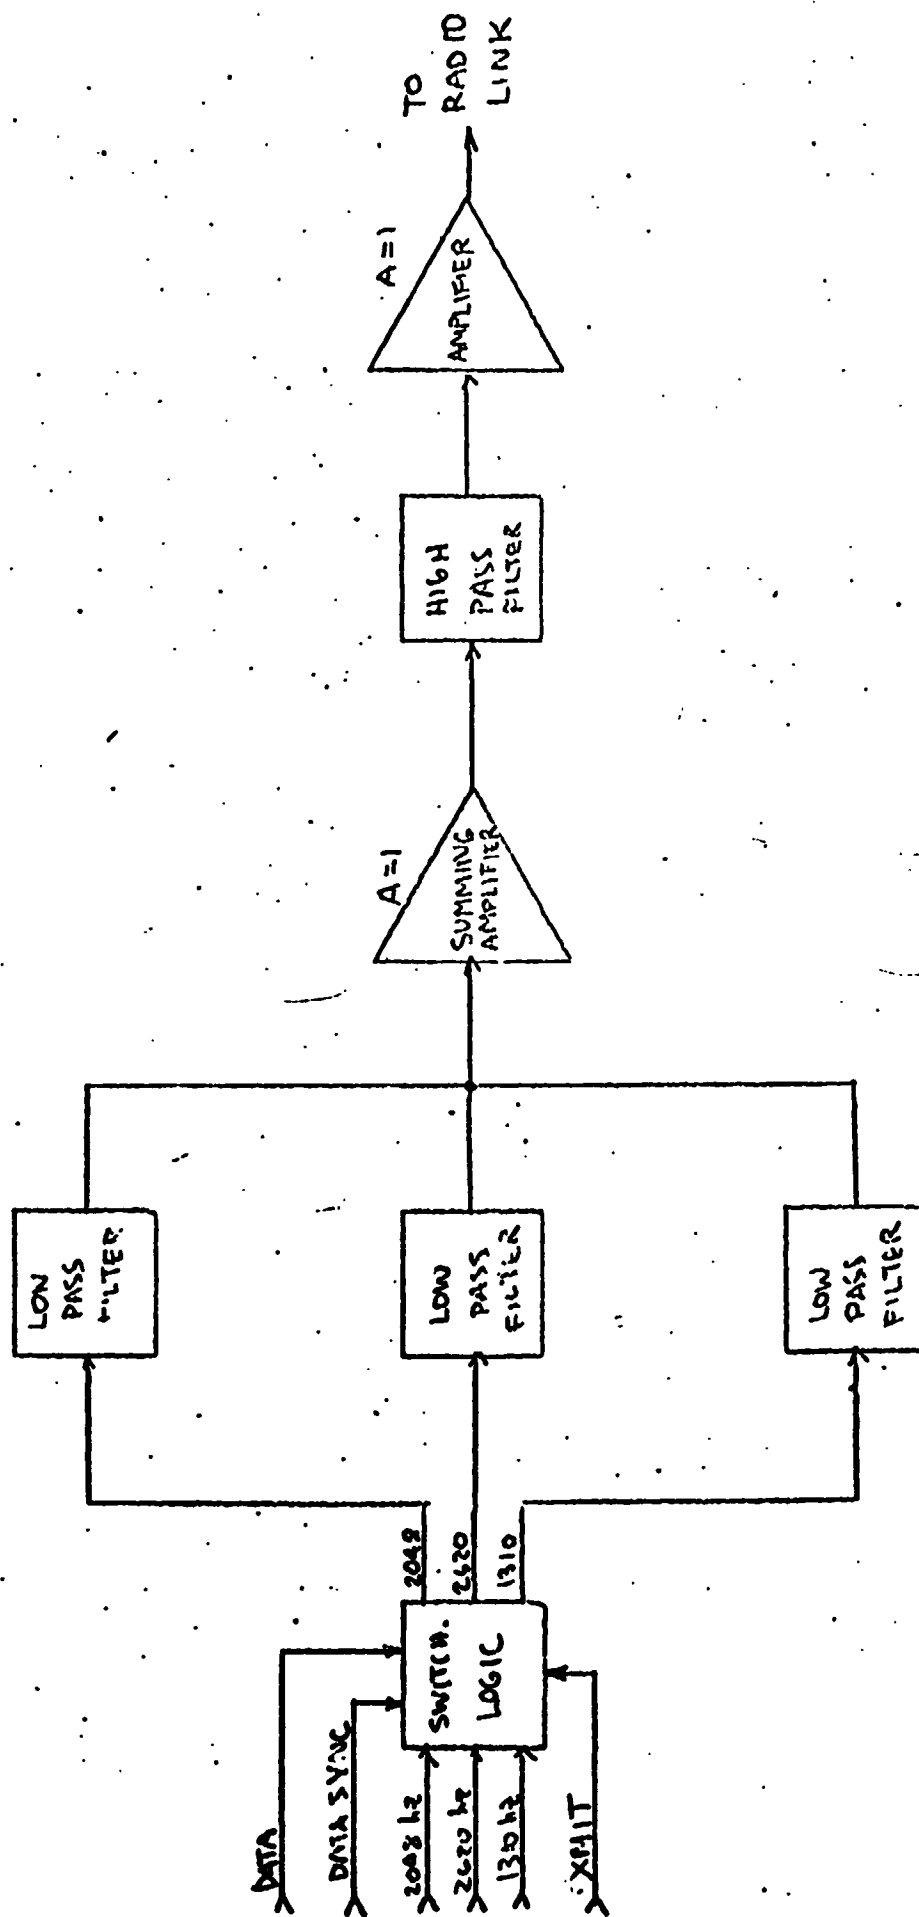 DATA
DATA SYNC
2048 hz
2620 hz
1310 hz
XMIT
SWITCH.
LOGIC
2048
2620
1310
LOW
PASS
FILTER
LOW
PASS
FILTER
LOW
PASS
FILTER
A=1
SUMMING
AMPLIFIER
HIGH
PASS
FILTER
A=1
AMPLIFIER
TO
RADIO
LINK